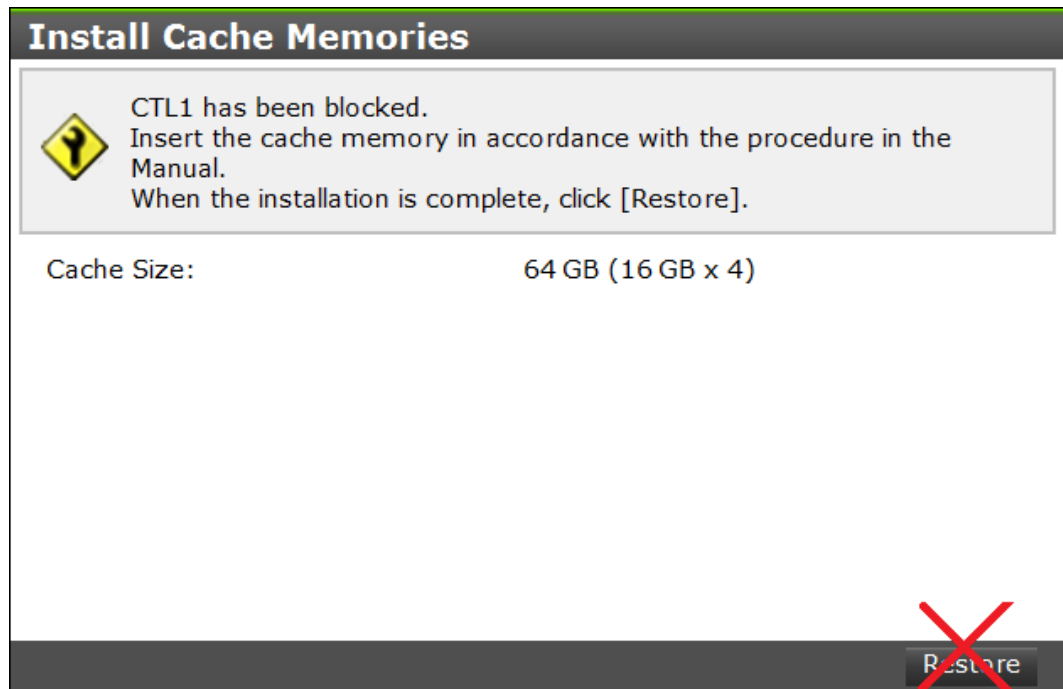 Install Cache Memories
CTL1 has been blocked.
Insert the cache memory in accordance with the procedure in the
Manual.
When the installation is complete, click [Restore].
Cache Size: 64 GB (16 GB x 4)
Restore